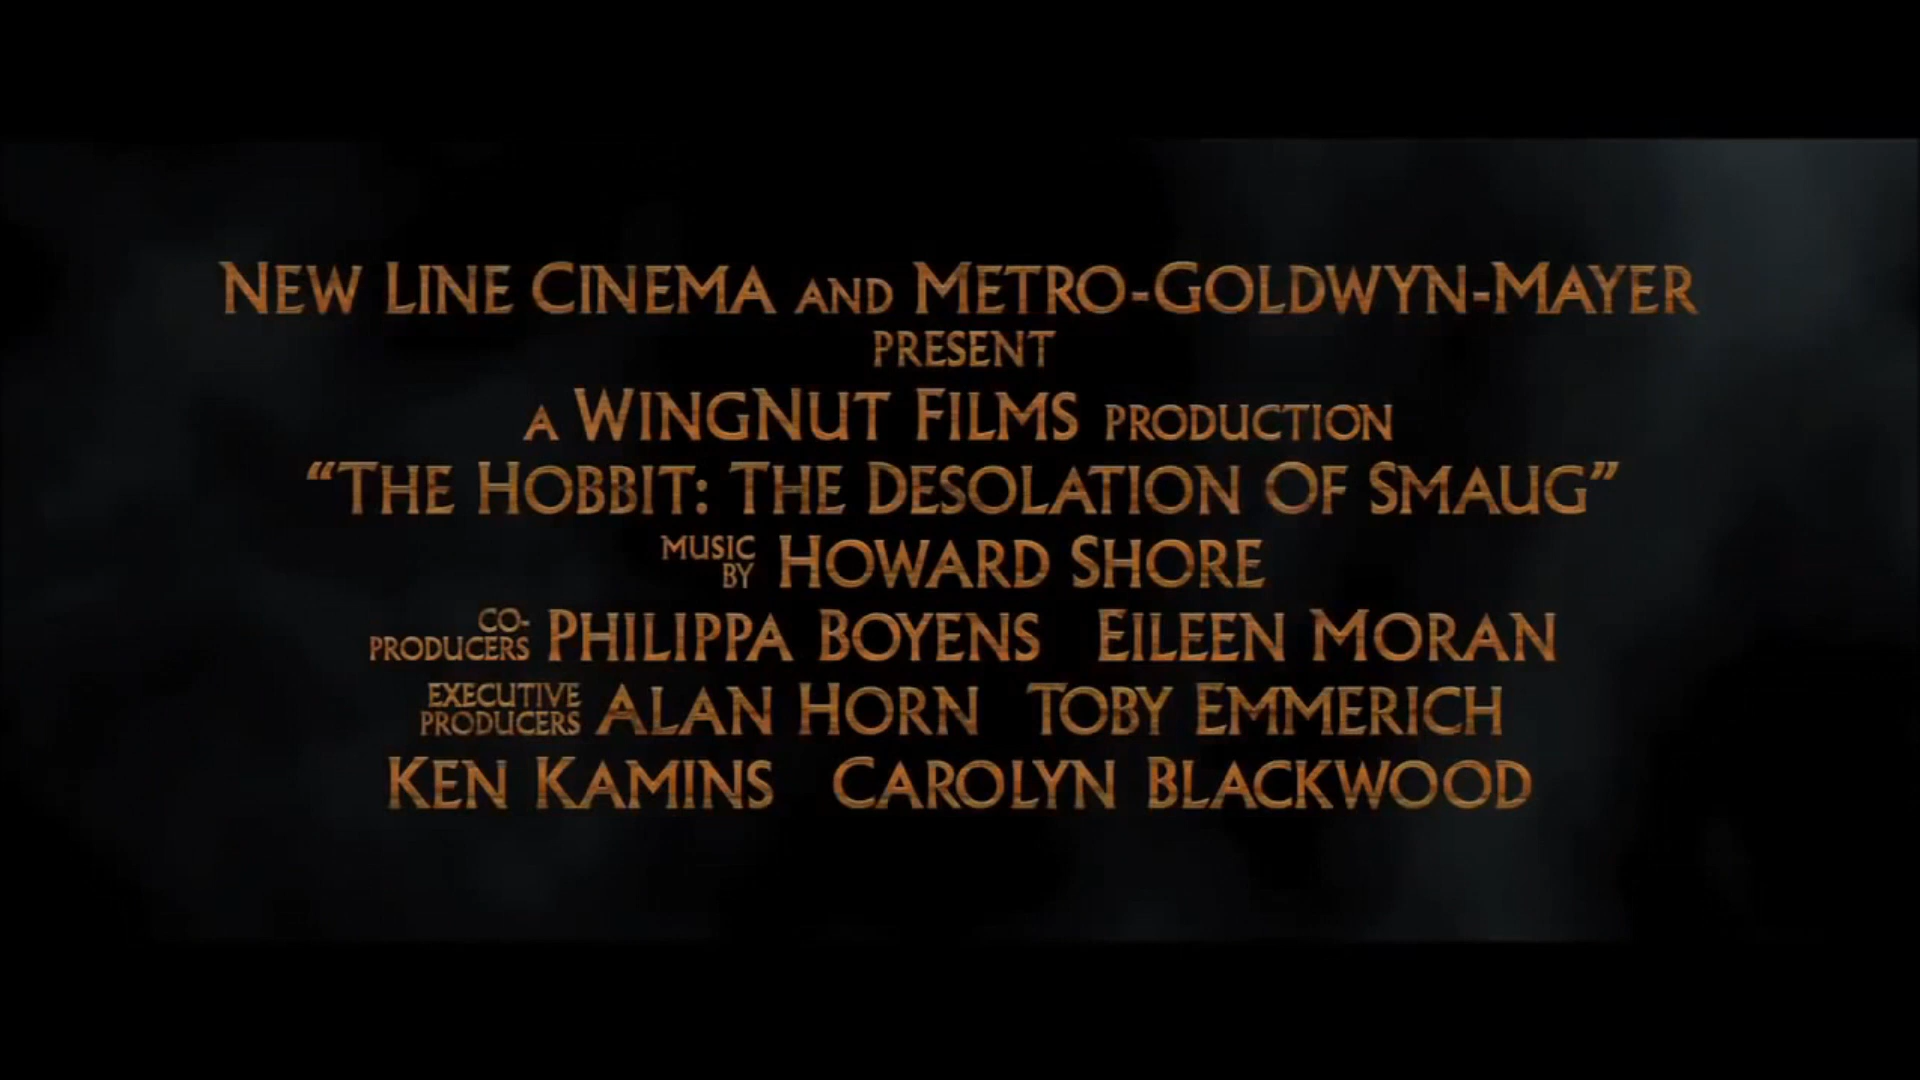 NEW LINE CINEMA AND METRO-GOLDWYN-MAYER
PRESENT
A WINGNUT FILMS PRODUCTION
“THE HOBBIT: THE DESOLATION OF SMAUG”
MUSIC BY HOWARD SHORE
CO-PRODUCERS PHILIPPA BOYENS EILEEN MORAN
EXECUTIVE PRODUCERS ALAN HORN TOBY EMMERICH
KEN KAMINS CAROLYN BLACKWOOD